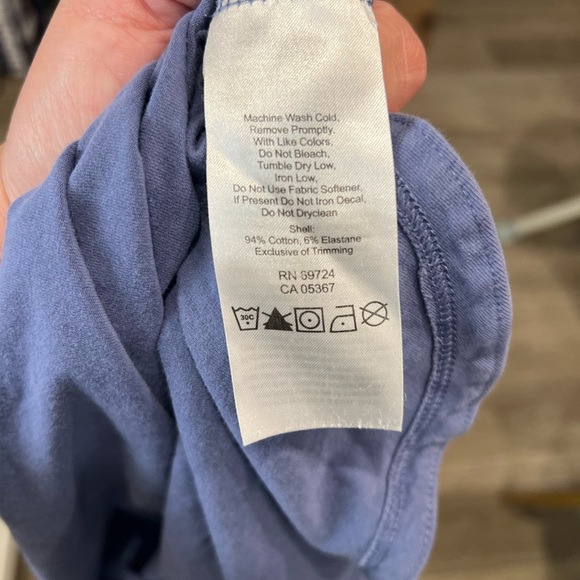 Machine Wash Cold,
Remove Promptly,
With Like Colors,
Do Not Bleach,
Tumble Dry Low,
Iron Low,
Do Not Use Fabric Softener,
If Present Do Not Iron Decal,
Do Not Dryclean
Shell:
94% Cotton, 6% Elastane
Exclusive of Trimming
RN 69724
CA 05367
30C